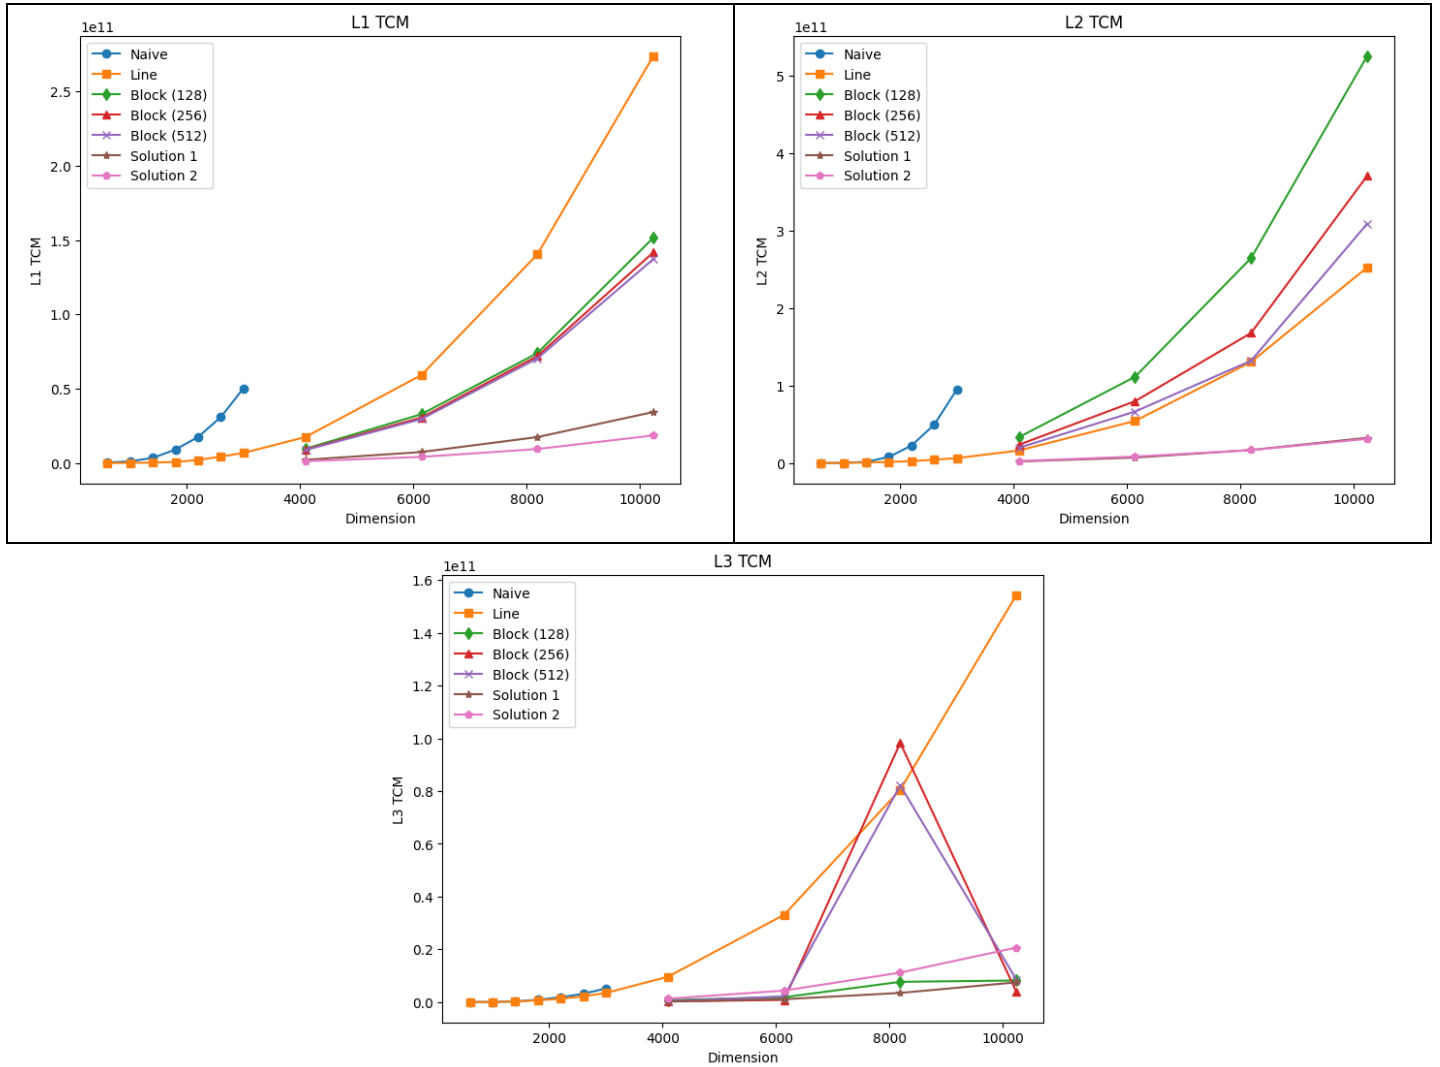 L1 TCM
1e11
Naive
Line
Block (128)
Block (256)
Block (512)
Solution 1
Solution 2
2.5
2.0
1.5
1.0
0.5
0.0
L1 TCM
2000 4000 6000 8000 10000
Dimension
L2 TCM
1e11
Naive
Line
Block (128)
Block (256)
Block (512)
Solution 1
Solution 2
5
4
3
2
1
0
L2 TCM
2000 4000 6000 8000 10000
Dimension
L3 TCM
1e11
Naive
Line
Block (128)
Block (256)
Block (512)
Solution 1
Solution 2
1.6
1.4
1.2
1.0
0.8
0.6
0.4
0.2
0.0
L3 TCM
2000 4000 6000 8000 10000
Dimension